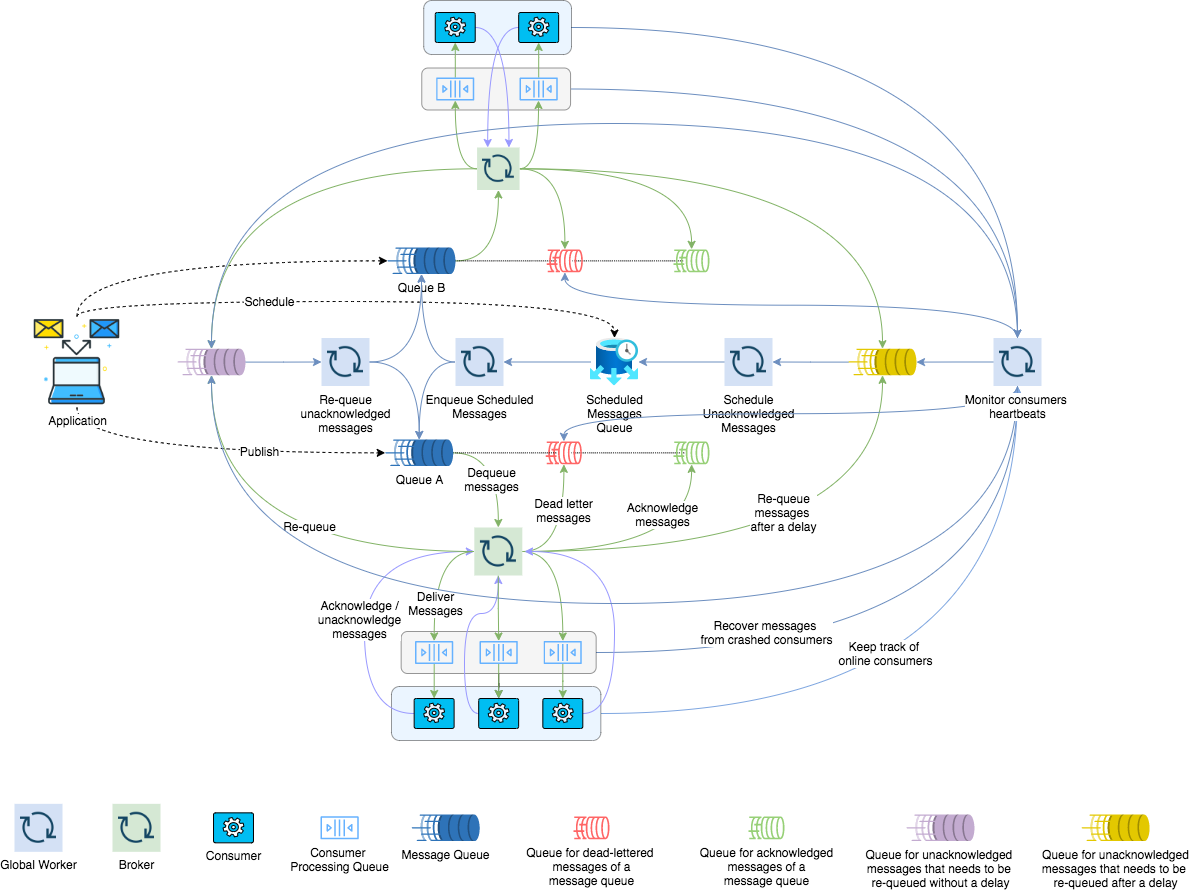 Queue B
Schedule
Application
Re-queue
unacknowledged
messages
Enqueue Scheduled
Messages
Scheduled
Messages
Queue
Schedule
Unacknowledged
Messages
Monitor consumers
heartbeats
Publish
Queue A
Dequeue
messages
Dead letter
messages
Acknowledge
messages
Re-queue
messages
after a delay
Re-queue
Acknowledge /
unacknowledge
messages
Deliver
Messages
Recover messages
from crashed consumers
Keep track of
online consumers
Global Worker
Broker
Consumer
Consumer
Processing Queue
Message Queue
Queue for dead-lettered
messages of a
message queue
Queue for acknowledged
messages of a
message queue
Queue for unacknowledged
messages that needs to be
re-queued without a delay
Queue for unacknowledged
messages that needs to be
re-queued after a delay